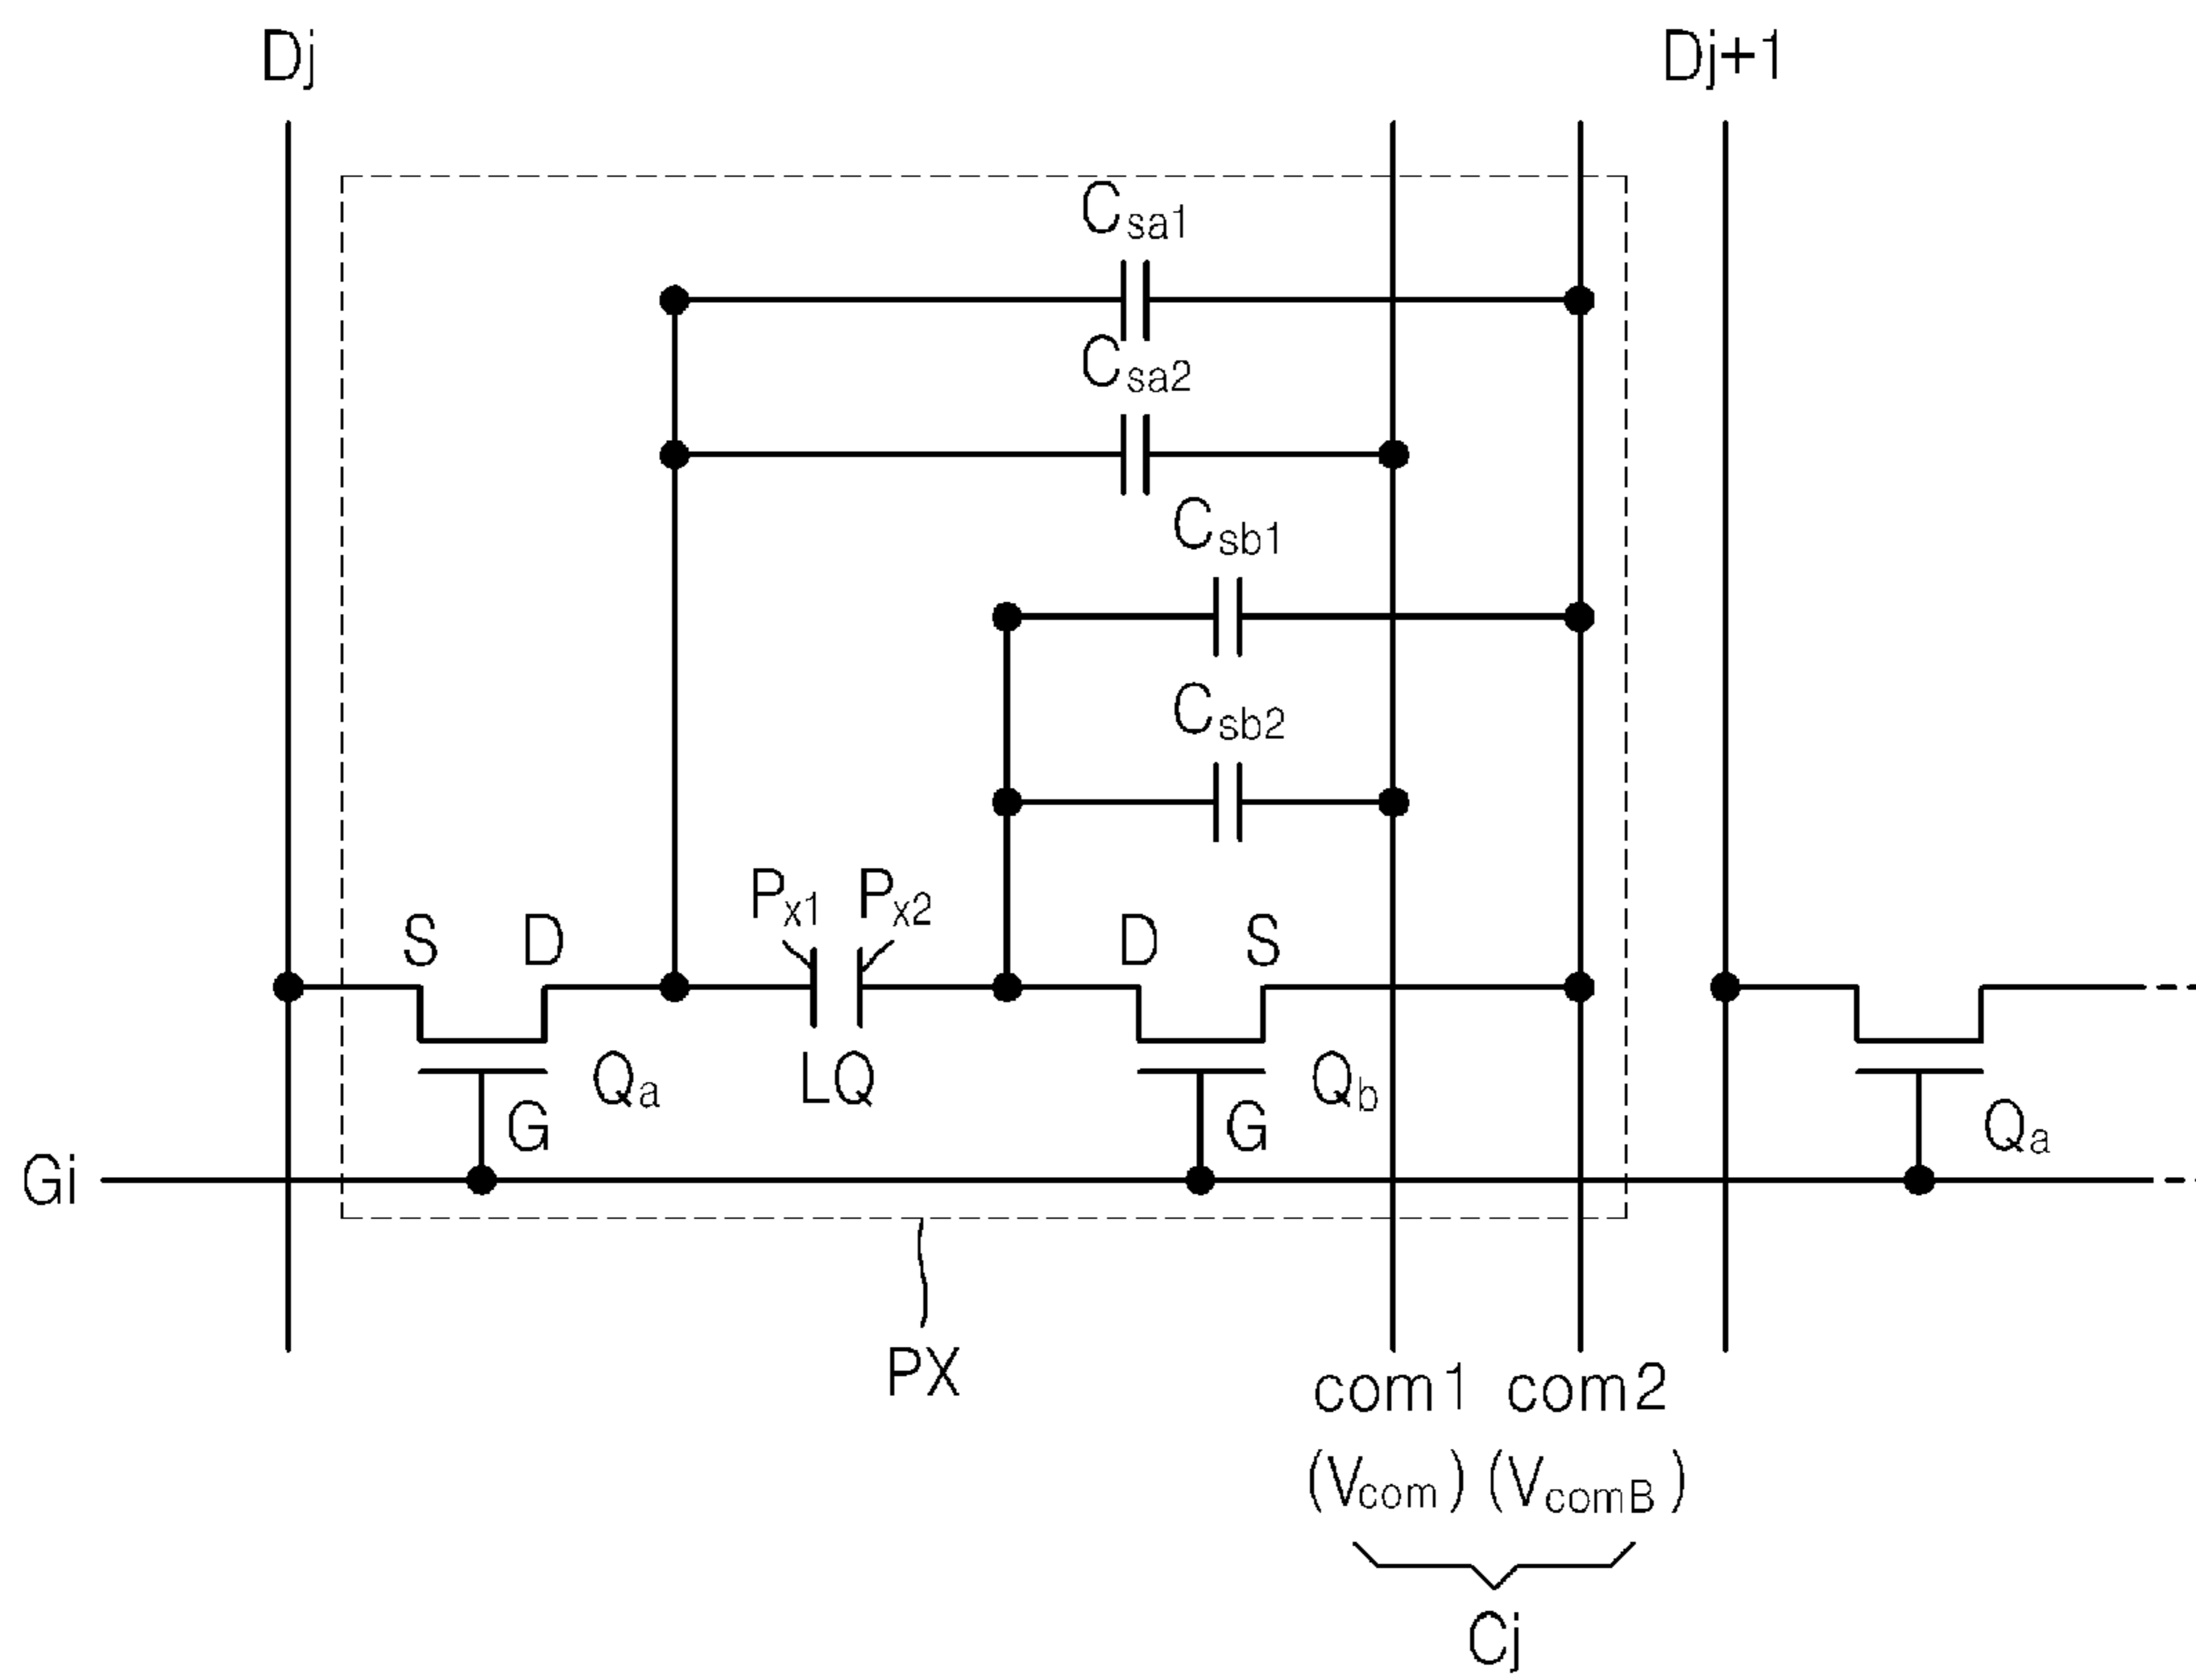 Dj Dj+1
Csa1
Csa2
Csb1
Csb2
Px1 Px2
S D D S
Qa LQ Qb
G G Qa
Gi
PX
com1 com2
(Vcom) (VcomB)
Cj